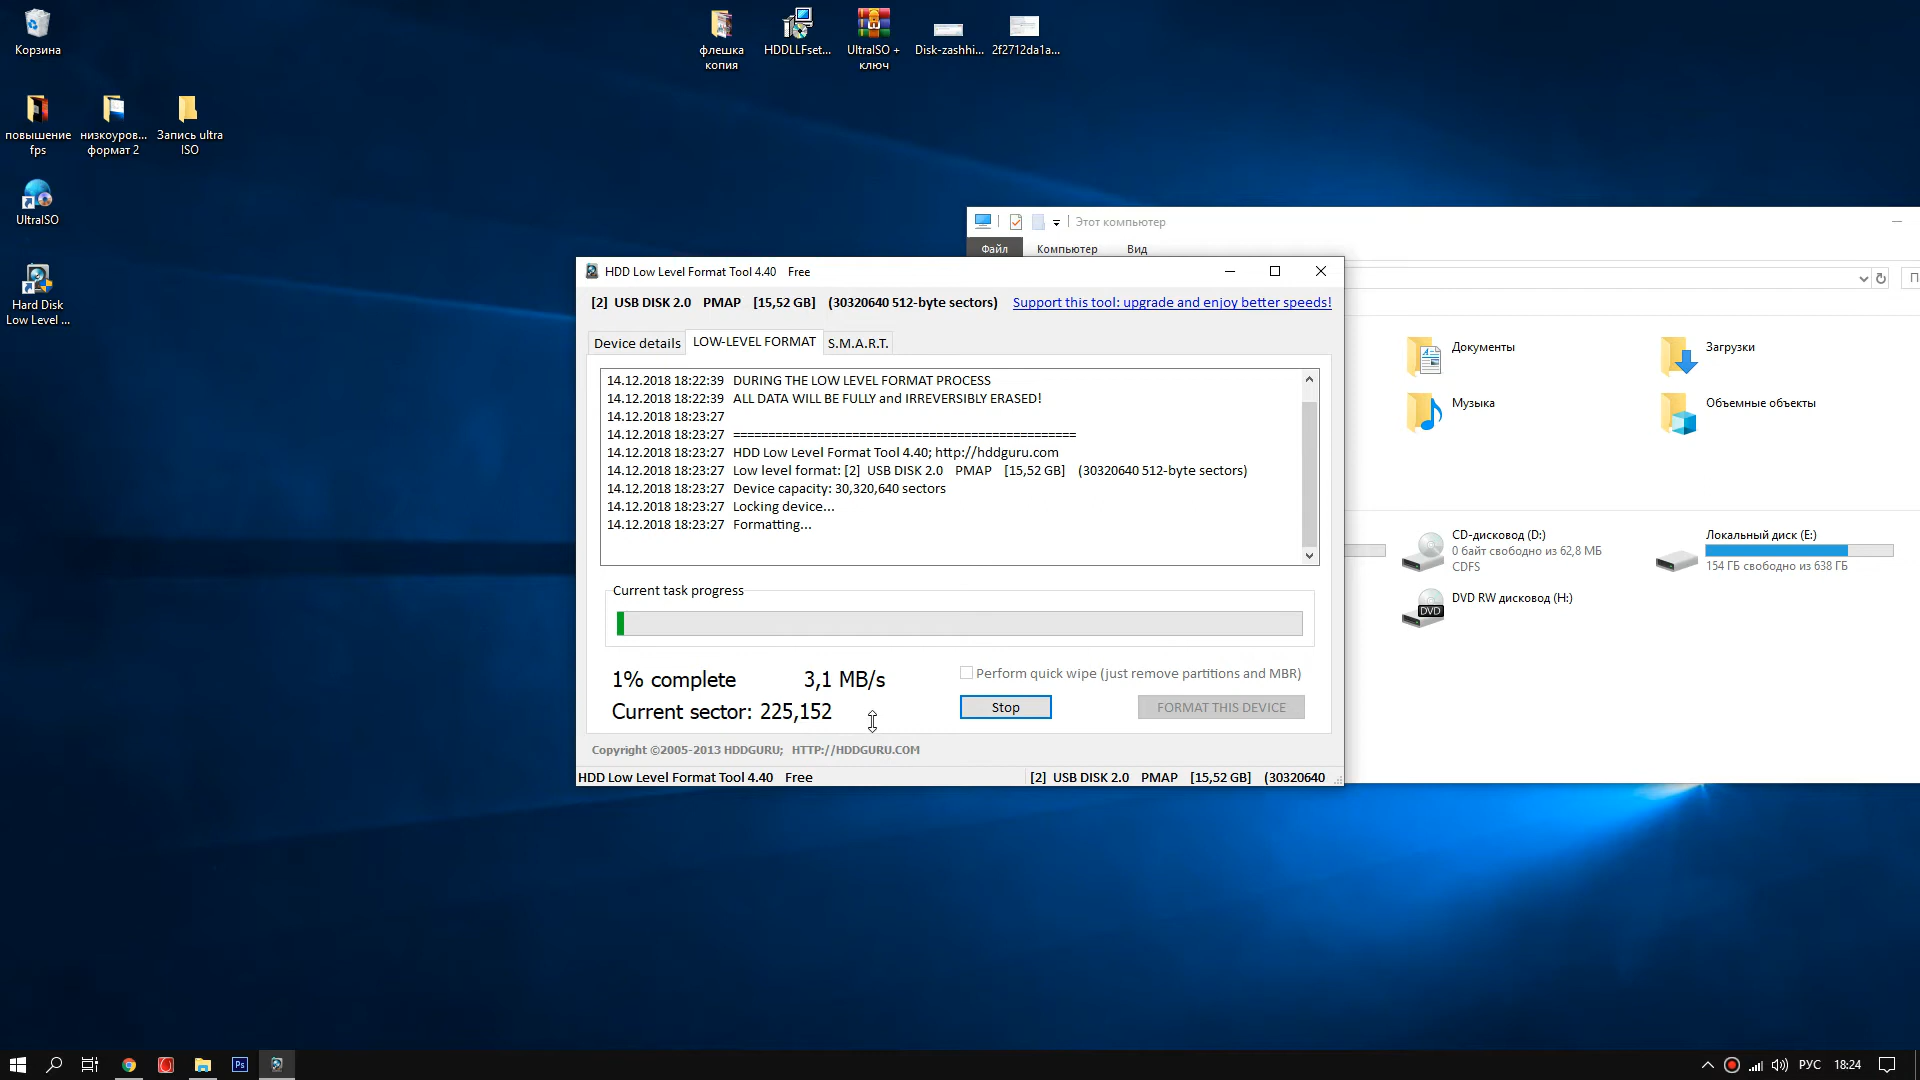 Корзина
флешка
копия
HDDLLFset...
UltraISO +
ключ
Disk-zashhi...
2f2712da1a...
повышение
fps
низкоуров...
формат 2
Запись ultra
ISO
UltraISO
Hard Disk
Low Level ...
Этот компьютер
Файл Компьютер Вид
П
HDD Low Level Format Tool 4.40 Free
[2] USB DISK 2.0 PMAP [15,52 GB] (30320640 512-byte sectors) Support this tool: upgrade and enjoy better speeds!
Device details LOW-LEVEL FORMAT S.M.A.R.T.
14.12.2018 18:22:39 DURING THE LOW LEVEL FORMAT PROCESS
14.12.2018 18:22:39 ALL DATA WILL BE FULLY and IRREVERSIBLY ERASED!
14.12.2018 18:23:27
14.12.2018 18:23:27 =================================================
14.12.2018 18:23:27 HDD Low Level Format Tool 4.40; http://hddguru.com
14.12.2018 18:23:27 Low level format: [2] USB DISK 2.0 PMAP [15,52 GB] (30320640 512-byte sectors)
14.12.2018 18:23:27 Device capacity: 30,320,640 sectors
14.12.2018 18:23:27 Locking device...
14.12.2018 18:23:27 Formatting...
Current task progress
1% complete 3,1 MB/s
Current sector: 225,152
Perform quick wipe (just remove partitions and MBR)
Stop
FORMAT THIS DEVICE
Copyright ©2005-2013 HDDGURU; HTTP://HDDGURU.COM
HDD Low Level Format Tool 4.40 Free
[2] USB DISK 2.0 PMAP [15,52 GB] (30320640
Документы
Загрузки
Музыка
Объемные объекты
CD-дисковод (D:)
0 байт свободно из 62,8 МБ
CDFS
Локальный диск (E:)
154 ГБ свободно из 638 ГБ
DVD
DVD RW дисковод (H:)
Ps
РУС 18:24